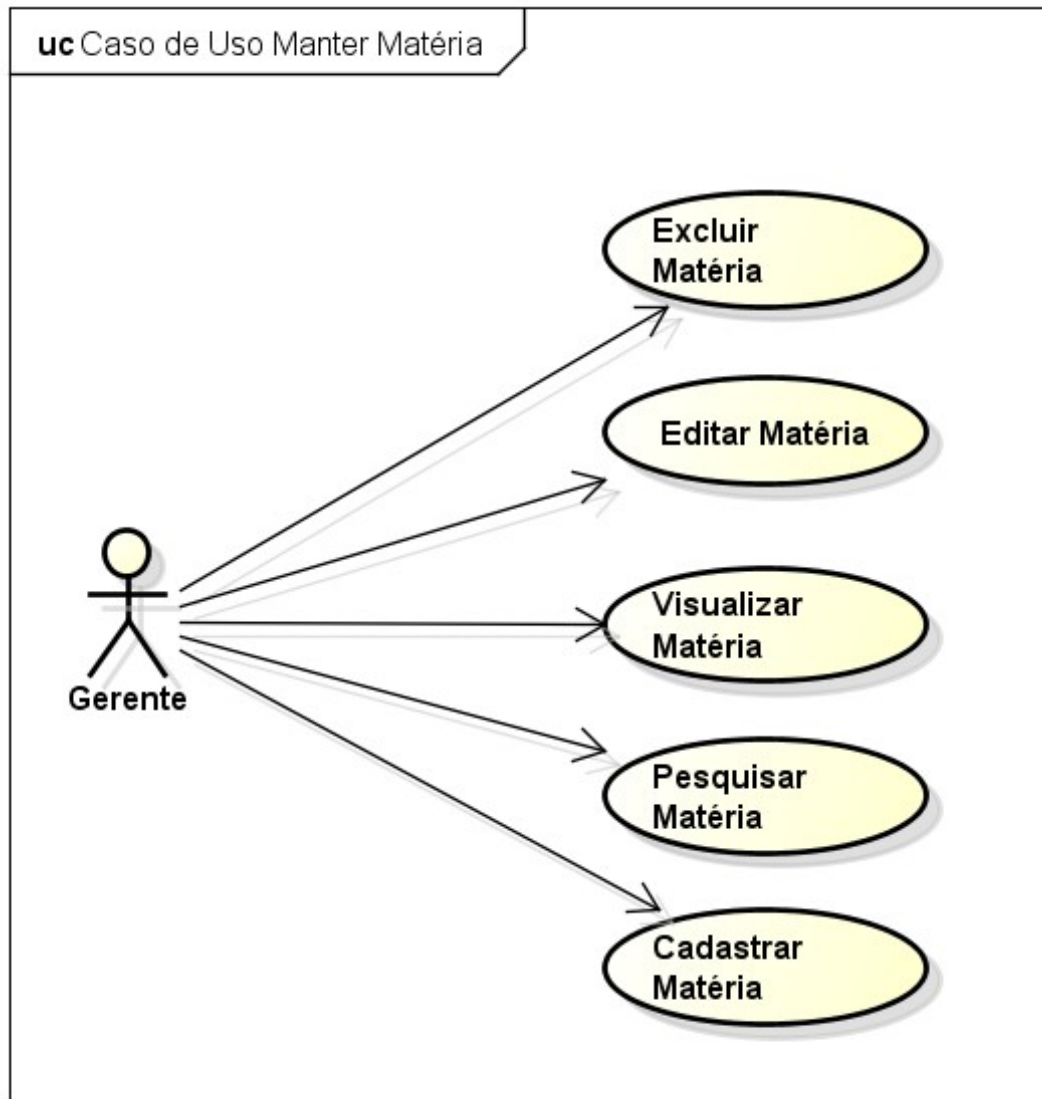 uc Caso de Uso Manter Matéria
Excluir
Matéria
Editar Matéria
Visualizar
Matéria
Gerente
Pesquisar
Matéria
Cadastrar
Matéria